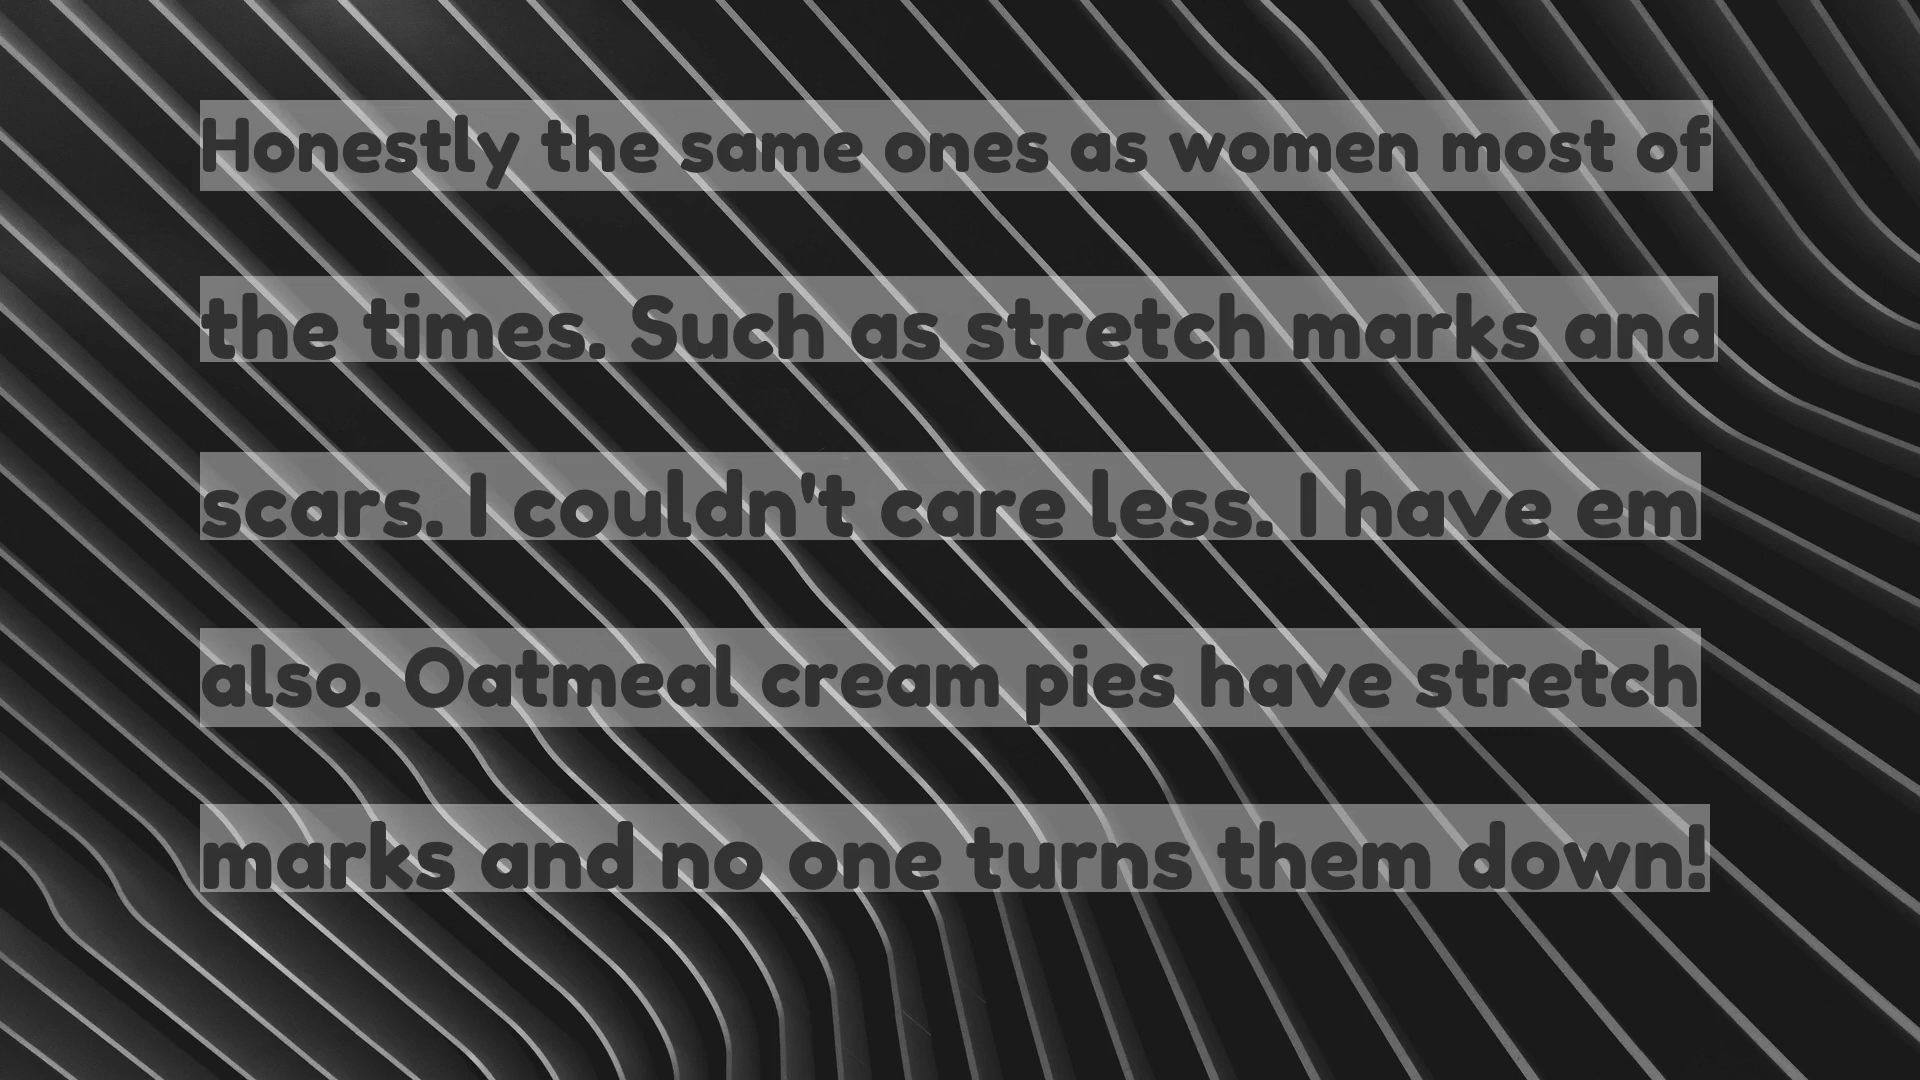 Honestly the same ones as women most of
the times. Such as stretch marks and
scars. I couldn't care less. I have em
also. Oatmeal cream pies have stretch
marks and no one turns them down!